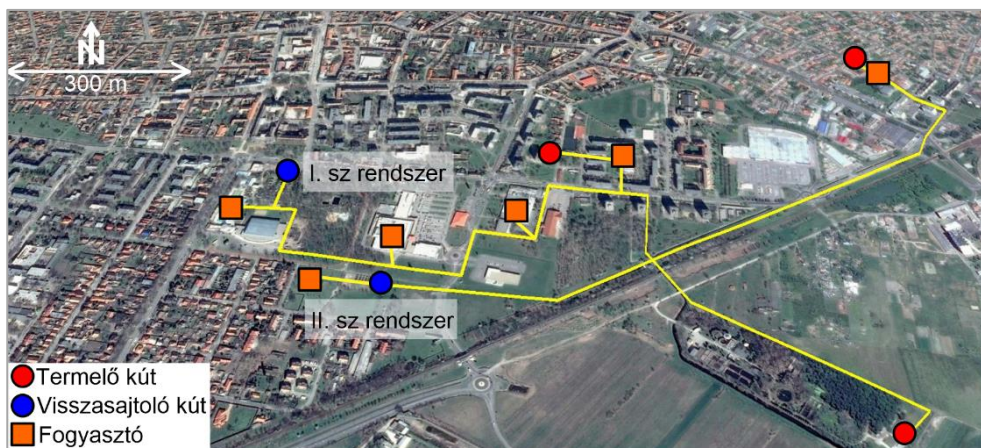 N
300 m
I. sz rendszer
II. sz rendszer
Termelő kút
Visszasajtoló kút
Fogyasztó